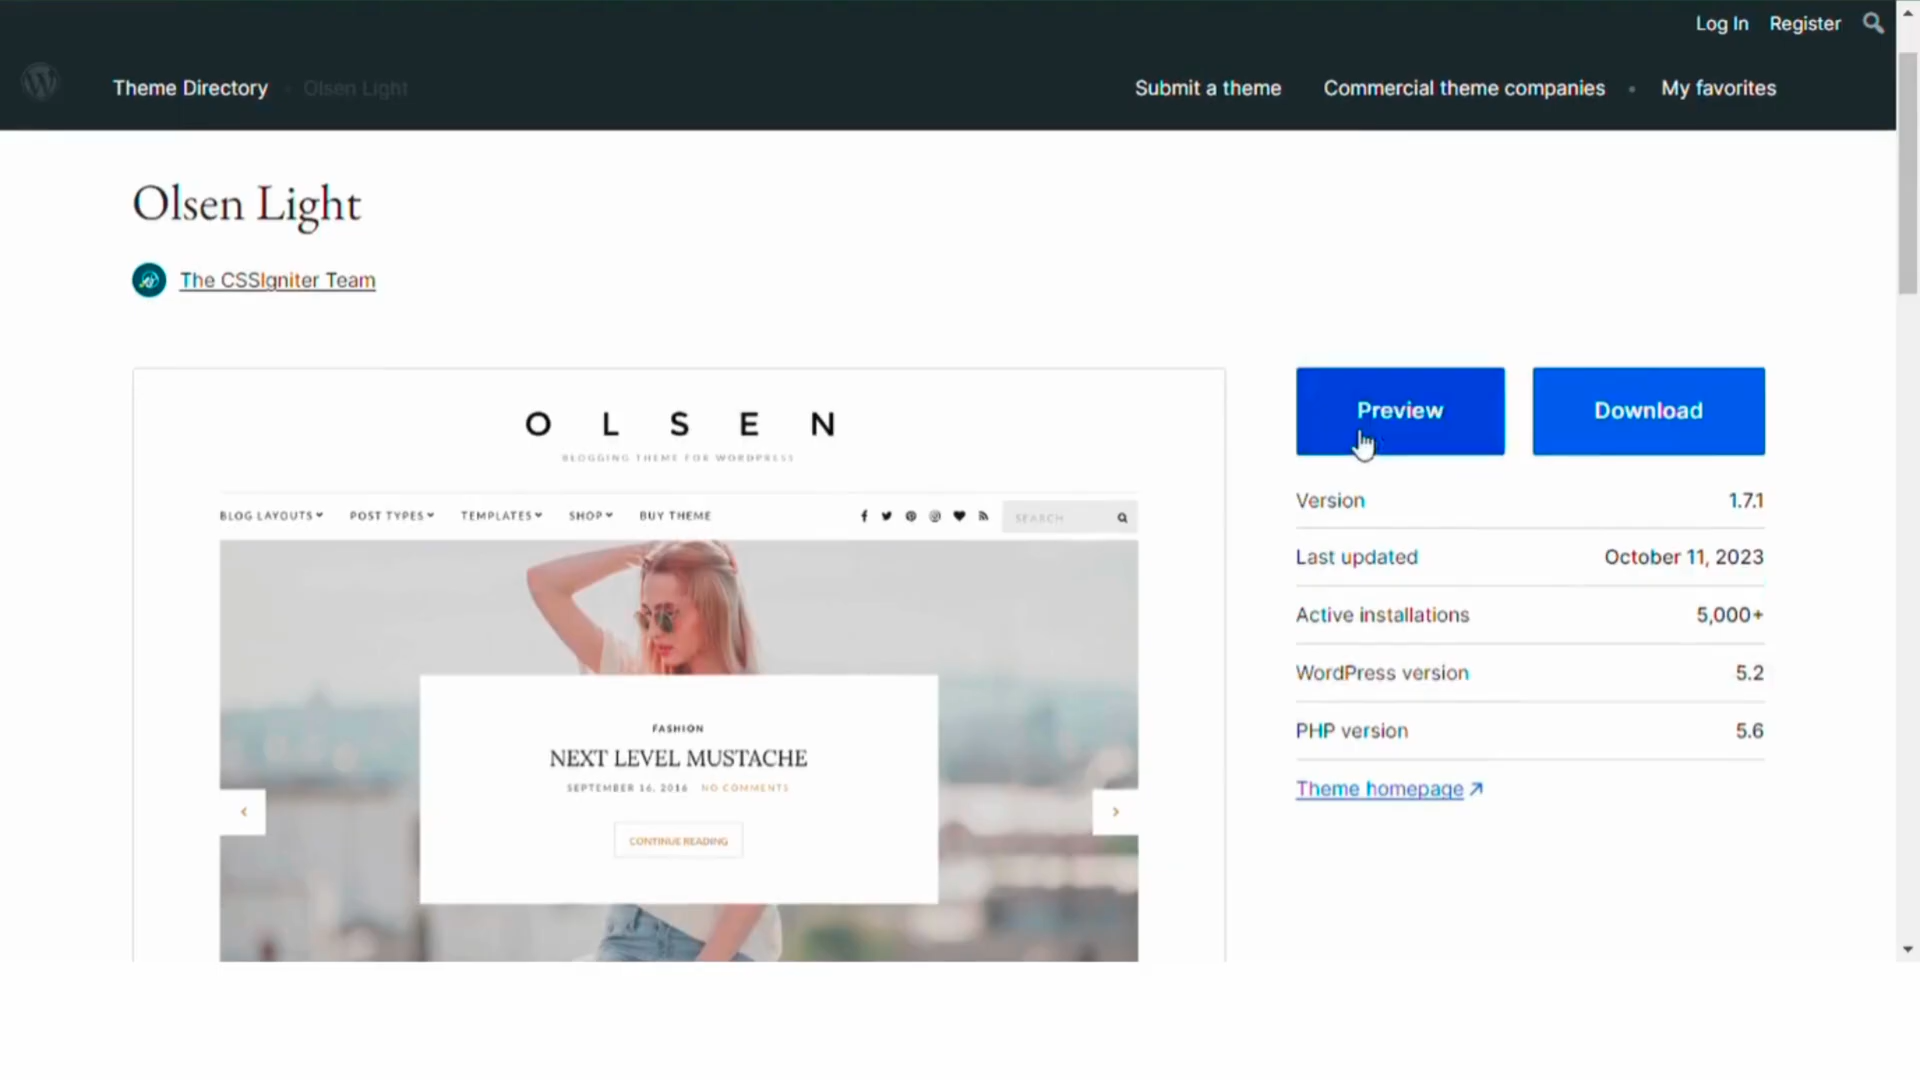 Log In Register
Theme Directory Olsen Light Submit a theme Commercial theme companies • My favorites
Olsen Light
The CSSIgniter Team
OLSEN
BLOGGING THEME FOR WORDPRESS
BLOG LAYOUTS POST TYPES TEMPLATES SHOP BUY THEME SEARCH
FASHION
NEXT LEVEL MUSTACHE
SEPTEMBER 16, 2016 NO COMMENTS
CONTINUE READING
Preview Download
Version 1.7.1
Last updated October 11, 2023
Active installations 5,000+
WordPress version 5.2
PHP version 5.6
Theme homepage ↗